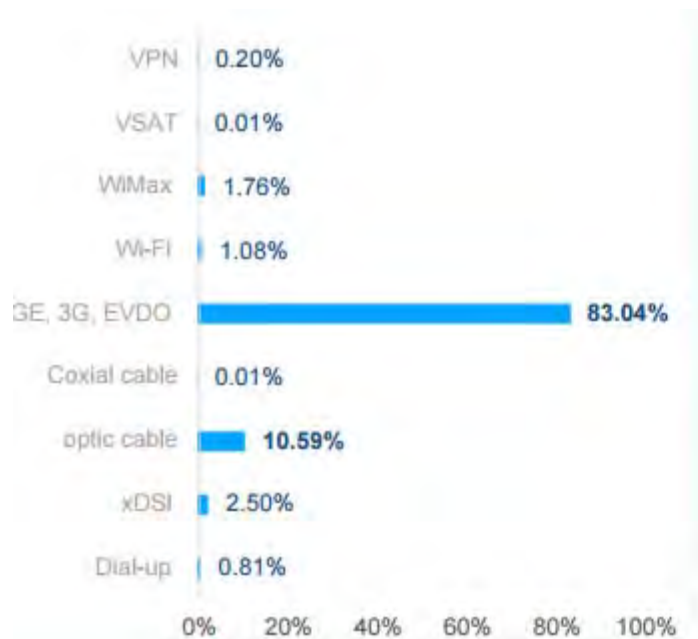 VPN 0.20%
VSAT 0.01%
WiMax 1.76%
Wi-FI 1.08%
GE, 3G, EVDO 83.04%
Coxial cable 0.01%
optic cable 10.59%
xDSl 2.50%
Dial-up 0.81%
0% 20% 40% 60% 80% 100%